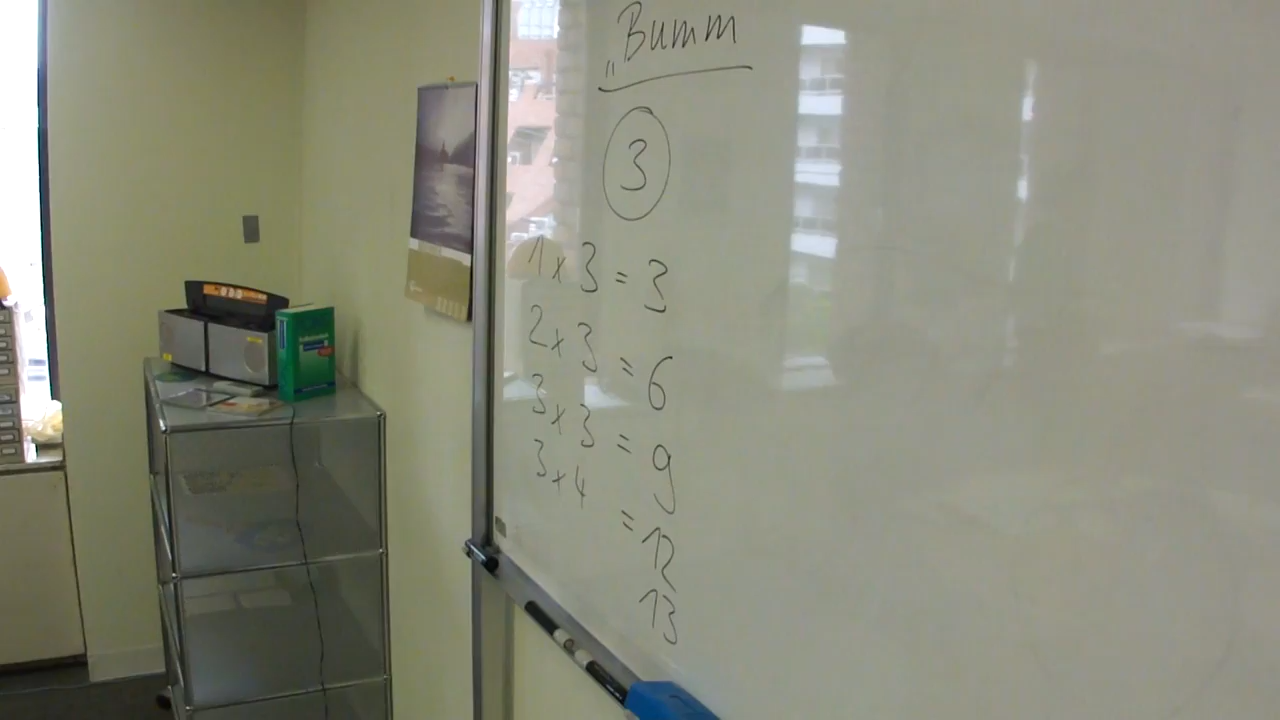 „Bumm
3
1 x 3 = 3
2 x 3 = 6
3 x 3 = 9
3 x 4 = 12
13